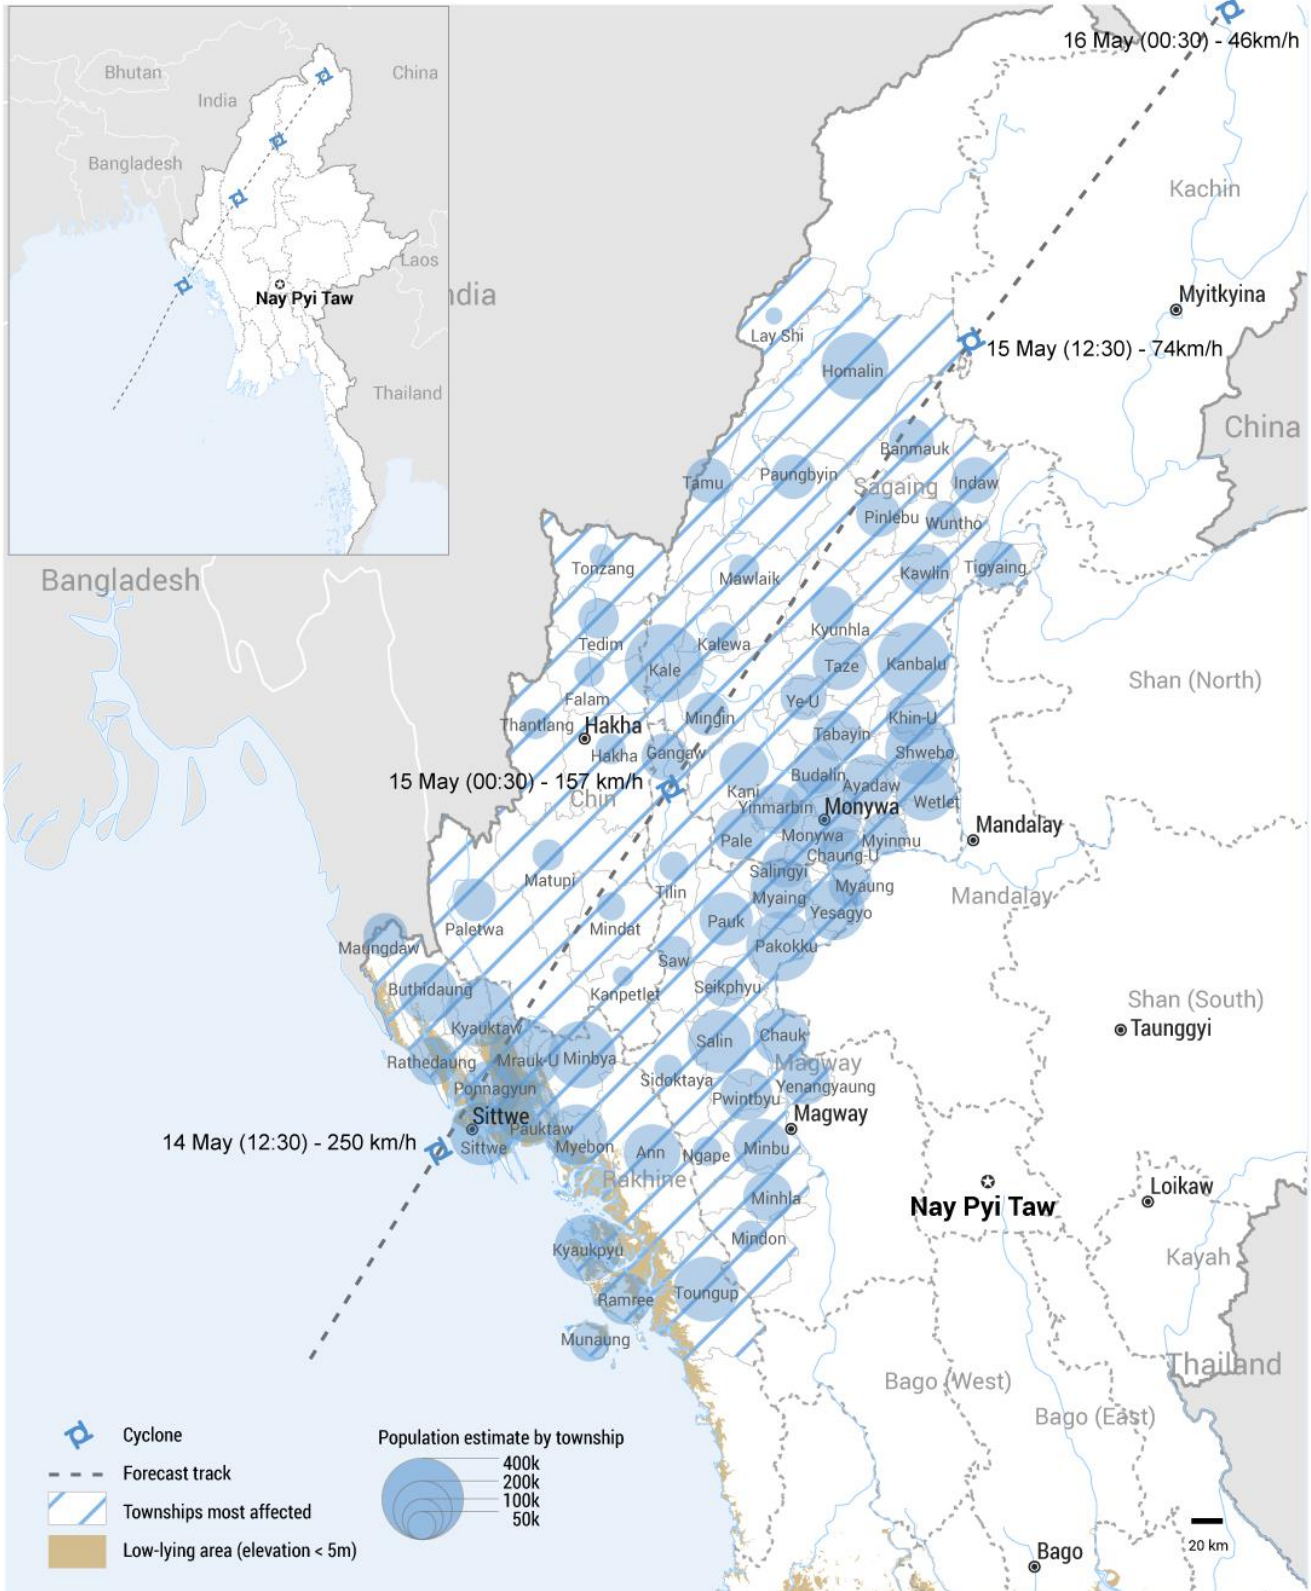 16 May (00:30) - 46km/h
Bhutan
China
India
Bangladesh
Laos
Nay Pyi Taw
Thailand
Kachin
ndia
Myitkyina
Lay Shi
15 May (12:30) - 74km/h
Homalin
China
Banmauk
Tamu
Paungbyin
Sagaing
Indaw
Pinlebu
Wuntho
Bangladesh
Tonzang
Mawlaik
Kawlin
Tigyaing
Kyunhla
Tedim
Kalewa
Kale
Taze
Kanbalu
Shan (North)
Falam
Ye-U
Thantlang
Hakha
Mingin
Khin-U
Tabayin
Hakha
Gangaw
Shwebo
15 May (00:30) - 157 km/h
Budalin
Ayadaw
Chin
Kani
Yinmarbin
Monywa
Wetlet
Mandalay
Pale
Monywa
Myinmu
Chaung-U
Matupi
Tilin
Salingyi
Myaung
Myaing
Mandalay
Yesagyo
Paletwa
Mindat
Pauk
Maungdaw
Pakokku
Saw
Buthidaung
Kanpetlet
Seikphyu
Shan (South)
Kyauktaw
Taunggyi
Salin
Chauk
Rathedaung
Mrauk-U
Minbya
Magway
Sidoktaya
Yenangyaung
Ponnagyun
Pwintbyu
Sittwe
Magway
Pauktaw
14 May (12:30) - 250 km/h
Sittwe
Myebon
Ann
Ngape
Minbu
Rakhine
Minhla
Nay Pyi Taw
Loikaw
Mindon
Kyaukpyu
Kayah
Ramree
Toungup
Munaung
Thailand
Bago (West)
Bago (East)
Cyclone
Forecast track
Townships most affected
Low-lying area (elevation < 5m)
Population estimate by township
400k
200k
100k
50k
20 km
Bago